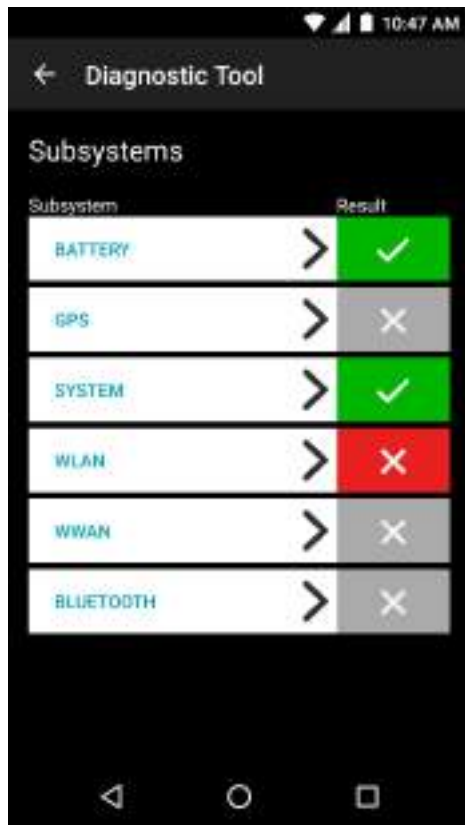 10:47 AM
Diagnostic Tool
Subsystems
Subsystem Result
BATTERY
GPS
SYSTEM
WLAN
WWAN
BLUETOOTH